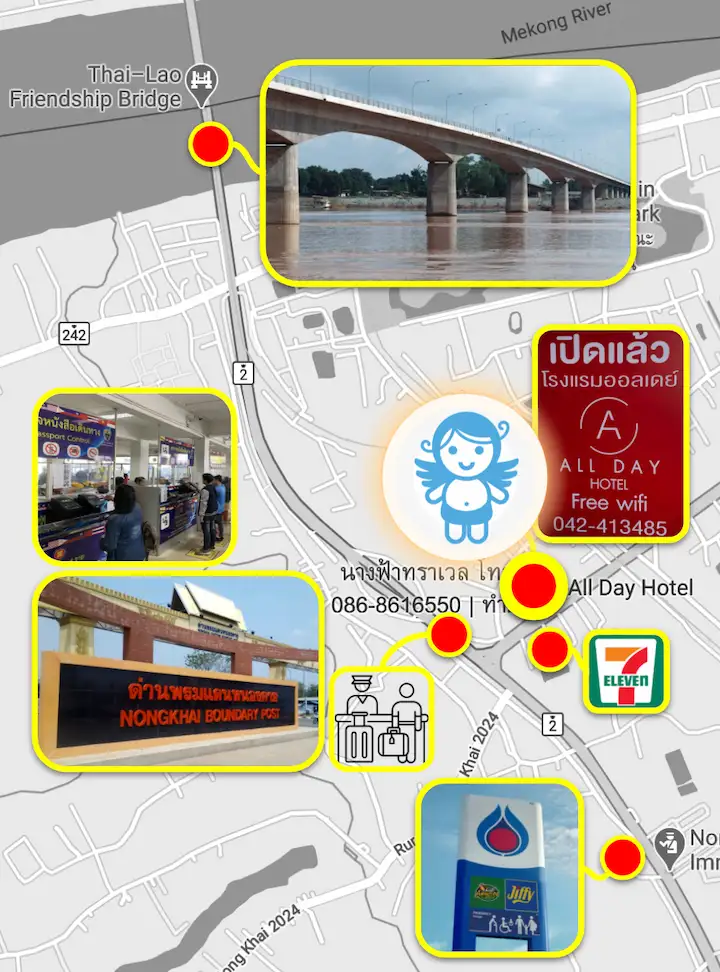 Mekong River
Thai–Lao
Friendship Bridge
242
2
เปิดแล้ว
โรงแรมออลเดย์
A
ALL DAY
HOTEL
Free wifi
042-413485
Passport Control
นางฟ้าทราเวล
086-8616550 |
All Day Hotel
ด่านพรมแดนหนองคาย
NONGKHAI BOUNDARY POST
7
ELEVEN
2
Khai 2024
Jiffy
Khai 2024